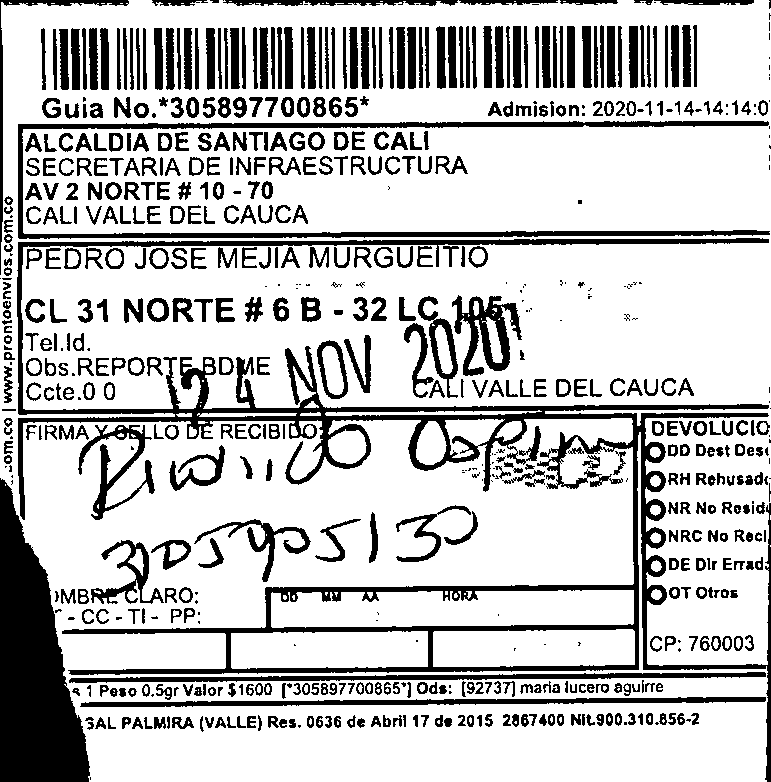 Guia No.*305897700865*
Admision: 2020-11-14-14:14:0
ALCALDIA DE SANTIAGO DE CALI
SECRETARIA DE INFRAESTRUCTURA
AV 2 NORTE # 10 - 70
CALI VALLE DEL CAUCA
.com.co | www.prontoenvios.com.co
PEDRO JOSE MEJIA MURGUEITIO
CL 31 NORTE # 6 B - 32 LC 105
Tel.Id.
Obs.REPORTE BDME
Ccte.0 0
24 NOV 2020
CALI VALLE DEL CAUCA
FIRMA Y SELLO DE RECIBIDO:
Ospina
3105905130
OMBRE CLARO:
- CC - TI - PP:
DD MM AA HORA
DEVOLUCIO
DD Dest Des
RH Rehusad
NR No Resid
NRC No Recl
DE Dir Errad
OT Otros
CP: 760003
s 1 Peso 0.5gr Valor $1600 [*305897700865*] Ods: [92737] maria lucero aguirre
SAL PALMIRA (VALLE) Res. 0636 de Abril 17 de 2015 2867400 Nit.900.310.856-2